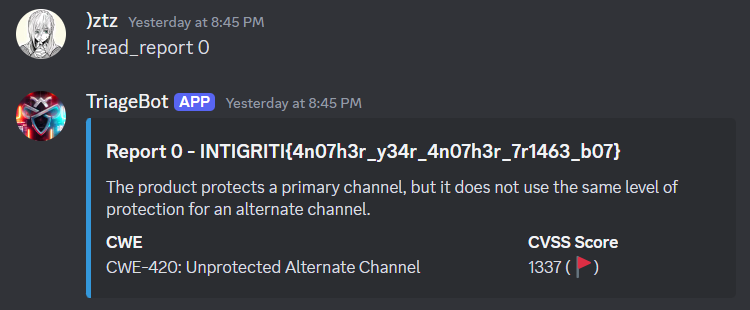 )ztz Yesterday at 8:45 PM
!read_report 0
TriageBot APP Yesterday at 8:45 PM
Report 0 - INTIGRITI{4n07h3r_y34r_4n07h3r_7r1463_b07}
The product protects a primary channel, but it does not use the same level of
protection for an alternate channel.
CWE CVSS Score
CWE-420: Unprotected Alternate Channel 1337 (🚩)